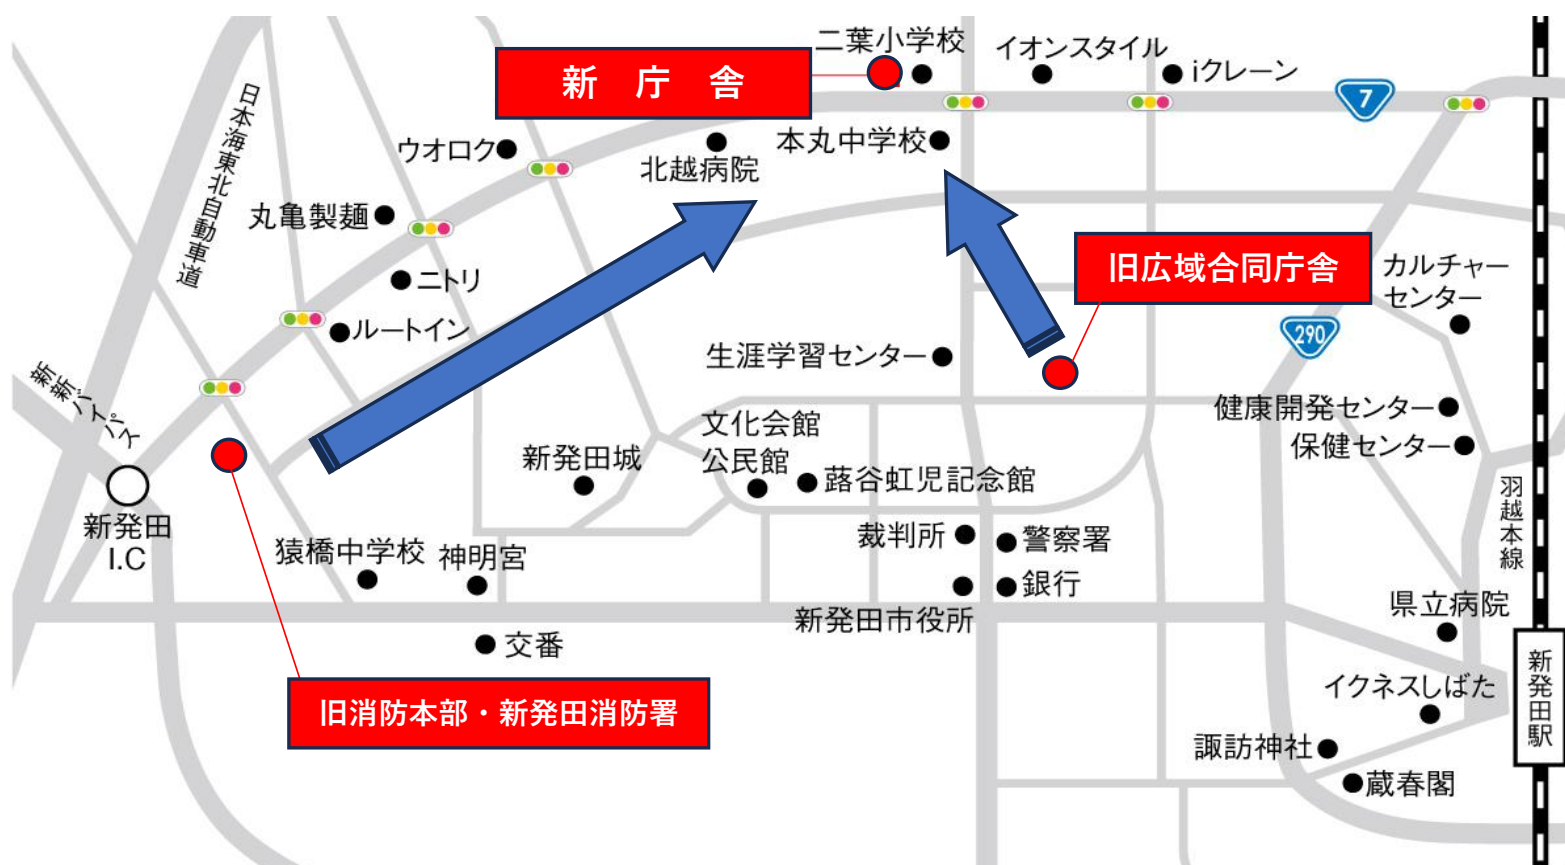 二葉小学校
イオンスタイル
iクレーン
新庁舎
7
日本海東北自動車道
ウオロク
北越病院
本丸中学校
丸亀製麺
ニトリ
ルートイン
旧広域合同庁舎
カルチャー
センター
290
生涯学習センター
新新バイパス
健康開発センター
保健センター
文化会館
公民館
新発田城
蕗谷虹児記念館
新発田
I.C
裁判所
警察署
羽越本線
猿橋中学校
神明宮
銀行
新発田市役所
県立病院
交番
新発田駅
イクネスしばた
旧消防本部・新発田消防署
諏訪神社
蔵春閣